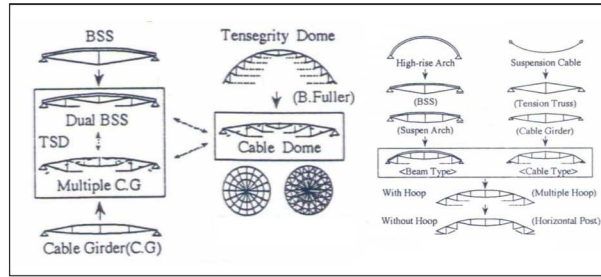 BSS
Dual BSS
TSD
Multiple C.G
Cable Girder(C.G)
Tensegrity Dome
(B.Fuller)
Cable Dome
High-rise Arch
(BSS)
(Suspen Arch)
<Beam Type>
Suspension Cable
(Tension Truss)
(Cable Girder)
<Cable Type>
With Hoop
(Multiple Hoop)
Without Hoop
(Horizontal Post)